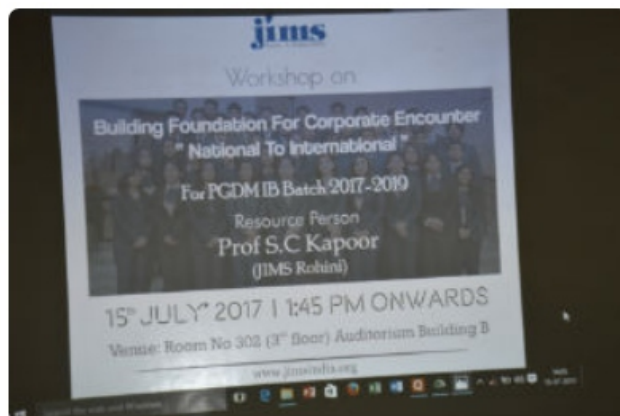 jims
Workshop on
Building Foundation For Corporate Encounter
" National To International "
For PGDM IB Batch 2017-2019
Resource Person
Prof S.C Kapoor
(JIMS Rohini)
15th JULY' 2017 | 1:45 PM ONWARDS
Venue: Room No 302 (3rd floor) Auditorium Building B
www.jimsindia.org